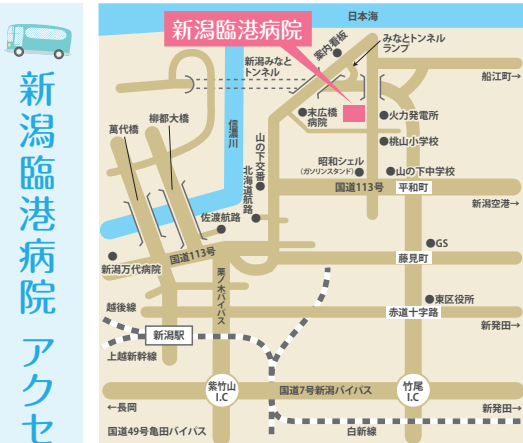 新潟臨港病院 アクセ
日本海
新潟臨港病院
案内看板
みなとトンネル
ランプ
新潟みなと
トンネル
船江町→
末広橋
病院
火力発電所
桃山小学校
柳都大橋
萬代橋
信濃川
山の下交番
北海道航路
昭和シェル
(ガソリンスタンド)
山の下中学校
国道113号
平和町
新潟空港→
佐渡航路
新潟万代病院
国道113号
栗ノ木バイパス
GS
藤見町
東区役所
越後線
赤道十字路
新発田→
新潟駅
上越新幹線
紫竹山
I.C
国道7号新潟バイパス
竹尾
I.C
←長岡
新発田→
国道49号亀田バイパス
白新線